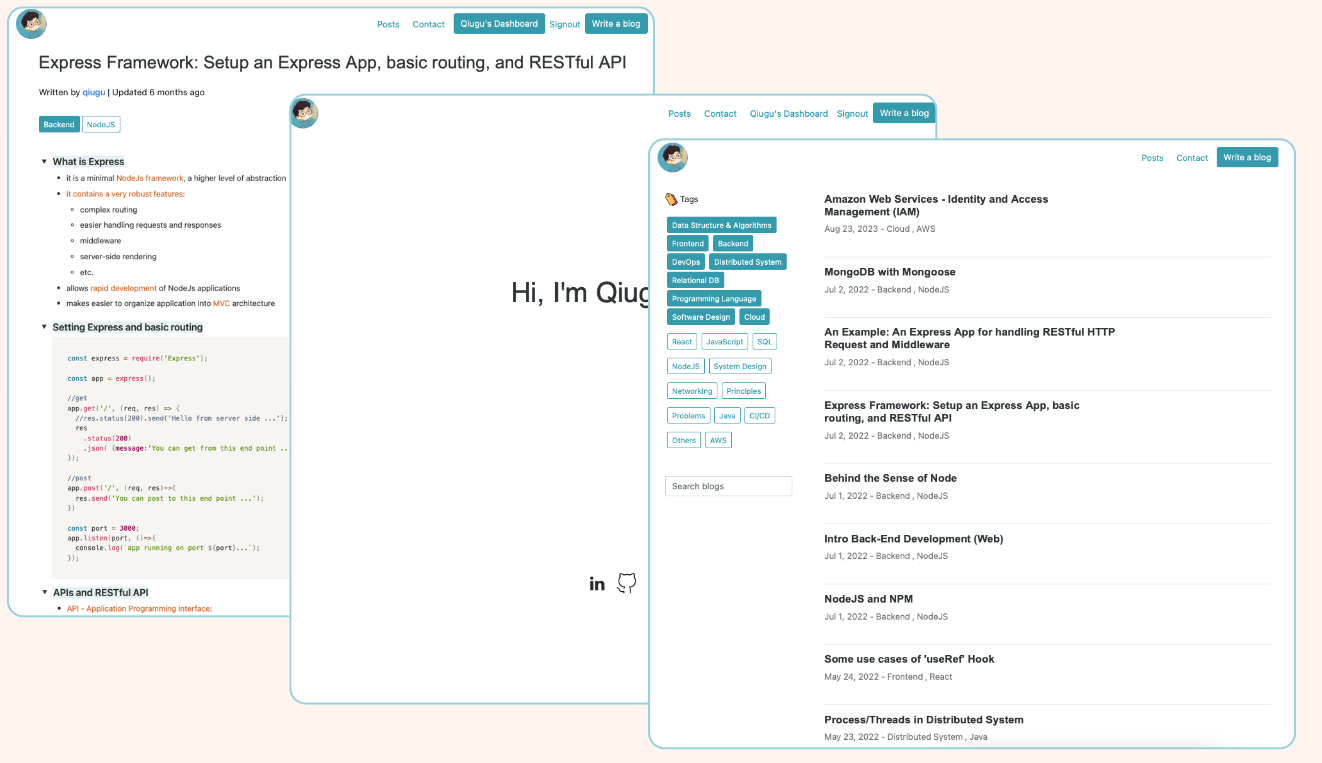 Posts Contact Qiugu's Dashboard Signout Write a blog
Express Framework: Setup an Express App, basic routing, and RESTful API
Written by qiugu | Updated 6 months ago
Backend NodeJS
▼ What is Express
• it is a minimal NodeJs framework, a higher level of abstraction
• it contains a very robust features:
◦ complex routing
◦ easier handling requests and responses
◦ middleware
◦ server-side rendering
◦ etc.
• allows rapid development of NodeJs applications
• makes easier to organize application into MVC architecture
▼ Setting Express and basic routing
const express = require('Express');
const app = express();
//get
app.get('/', (req, res) => {
//res.status(200).send('Hello from server side ...');
res
.status(200)
.json( {message:'You can get from this end point ..
});
//post
app.post('/', (req, res)=>{
res.send('You can post to this end point ...');
})
const port = 3000;
app.listen(port, ()=>{
console.log(`app running on port ${port}...`);
});
▼ APIs and RESTful API
• API - Application Programming Interface:
Posts Contact Qiugu's Dashboard Signout Write a blog
Hi, I'm Qiug
in
Posts Contact Write a blog
Tags
Data Structure & Algorithms
Frontend Backend
DevOps Distributed System
Relational DB
Programming Language
Software Design Cloud
React JavaScript SQL
NodeJS System Design
Networking Principles
Problems Java CI/CD
Others AWS
Search blogs
Amazon Web Services - Identity and Access
Management (IAM)
Aug 23, 2023 - Cloud , AWS
MongoDB with Mongoose
Jul 2, 2022 - Backend , NodeJS
An Example: An Express App for handling RESTful HTTP
Request and Middleware
Jul 2, 2022 - Backend , NodeJS
Express Framework: Setup an Express App, basic
routing, and RESTful API
Jul 2, 2022 - Backend , NodeJS
Behind the Sense of Node
Jul 1, 2022 - Backend , NodeJS
Intro Back-End Development (Web)
Jul 1, 2022 - Backend , NodeJS
NodeJS and NPM
Jul 1, 2022 - Backend , NodeJS
Some use cases of 'useRef' Hook
May 24, 2022 - Frontend , React
Process/Threads in Distributed System
May 23, 2022 - Distributed System , Java